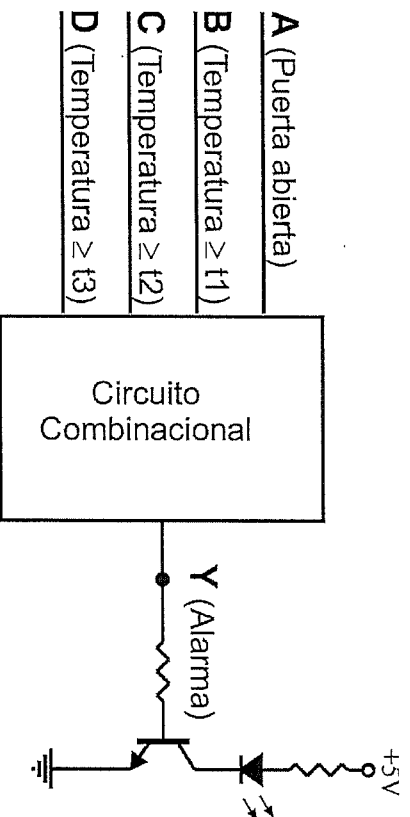 A (Puerta abierta)
B (Temperatura ≥ t1)
C (Temperatura ≥ t2)
D (Temperatura ≥ t3)
Circuito
Combinacional
Y (Alarma)
+5V